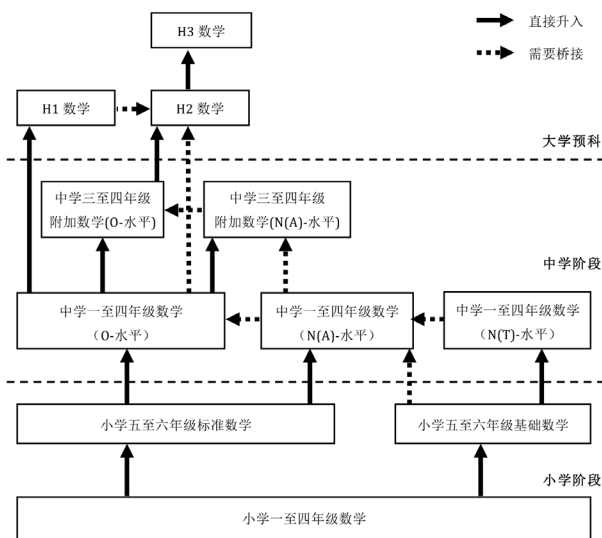 H3 数学
直接升入
需要桥接
H1 数学
H2 数学
大学预科
中学三至四年级
附加数学(O-水平)
中学三至四年级
附加数学(N(A)-水平)
中学阶段
中学一至四年级数学
（O-水平）
中学一至四年级数学
（N(A)-水平）
中学一至四年级数学
（N(T)-水平）
小学五至六年级标准数学
小学五至六年级基础数学
小学阶段
小学一至四年级数学